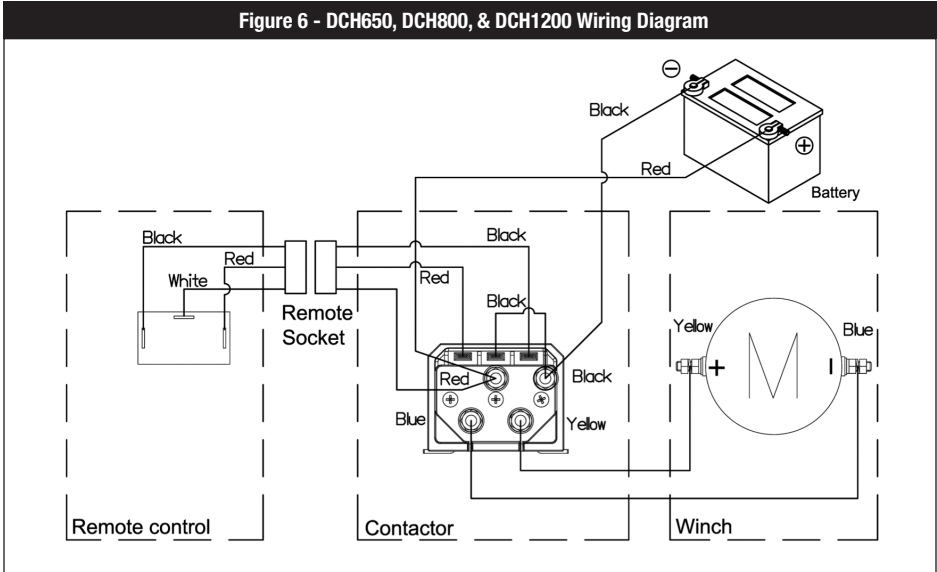 Figure 6 - DCH650, DCH800, & DCH1200 Wiring Diagram
Black
Red
Battery
Black
Red
White
Remote
Socket
Black
Red
Black
Red
Black
Blue
Yellow
Yellow
Blue
M
Remote control
Contactor
Winch